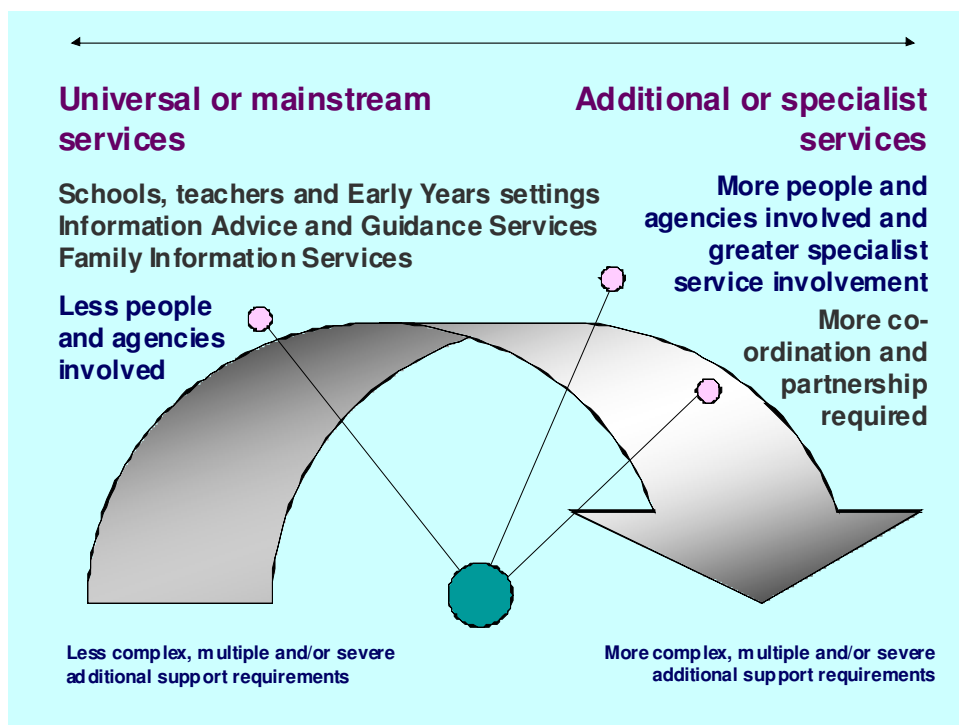 Universal or mainstream
services
Additional or specialist
services
Schools, teachers and Early Years settings
Information Advice and Guidance Services
Family Information Services
More people and
agencies involved and
greater specialist
service involvement
Less people
and agencies
involved
More co-
ordination and
partnership
required
Less complex, multiple and/or severe
additional support requirements
More complex, multiple and/or severe
additional support requirements